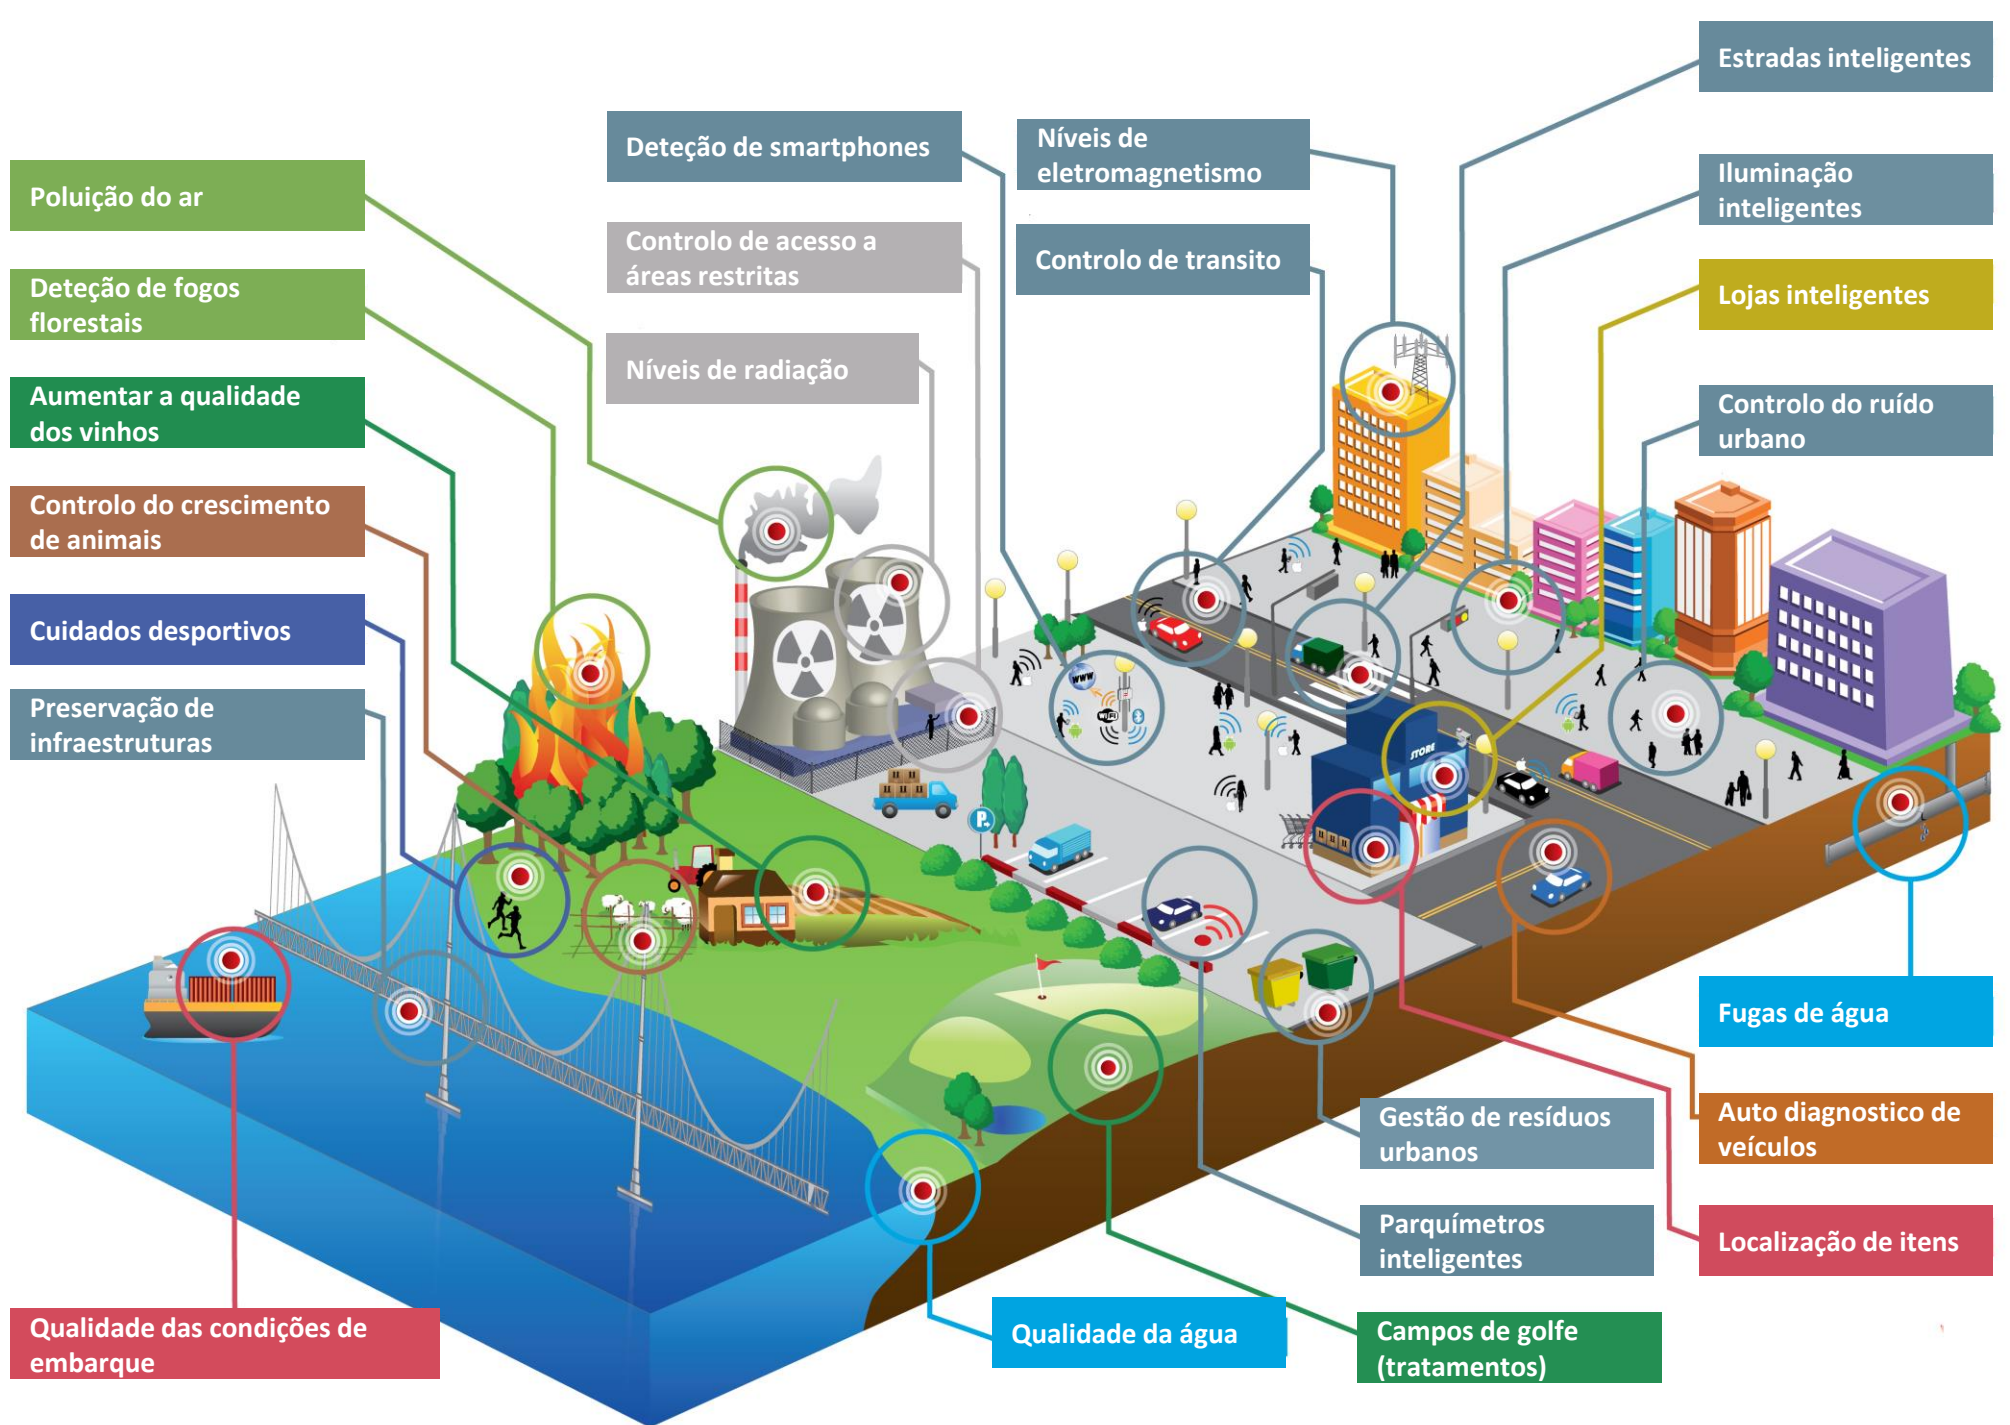 Estradas inteligentes
Deteção de smartphones
Níveis de
eletromagnetismo
Iluminação
inteligentes
Poluição do ar
Controlo de acesso a
áreas restritas
Controlo de transito
Lojas inteligentes
Deteção de fogos
florestais
Níveis de radiação
Aumentar a qualidade
dos vinhos
Controlo do ruído
urbano
Controlo do crescimento
de animais
Cuidados desportivos
Preservação de
infraestruturas
WWW
WiFi
STORE
P
Fugas de água
Gestão de resíduos
urbanos
Auto diagnostico de
veículos
Parquímetros
inteligentes
Localização de itens
Qualidade das condições de
embarque
Qualidade da água
Campos de golfe
(tratamentos)